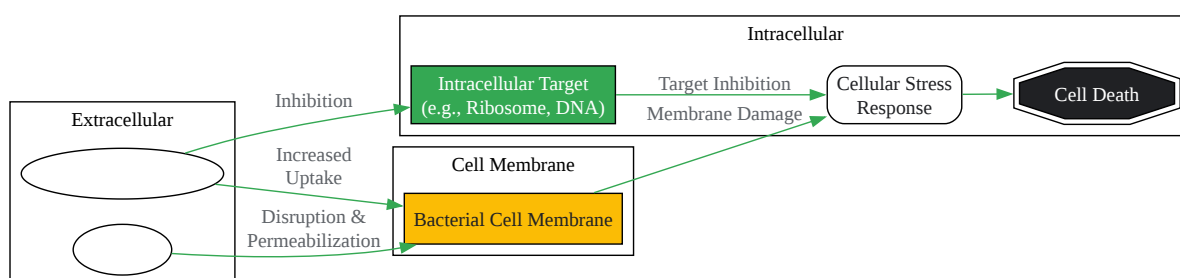 Intracellular
Intracellular Target
(e.g., Ribosome, DNA)
Target Inhibition
Membrane Damage
Cellular Stress
Response
Cell Death
Extracellular
Inhibition
Increased
Uptake
Disruption &
Permeabilization
Cell Membrane
Bacterial Cell Membrane